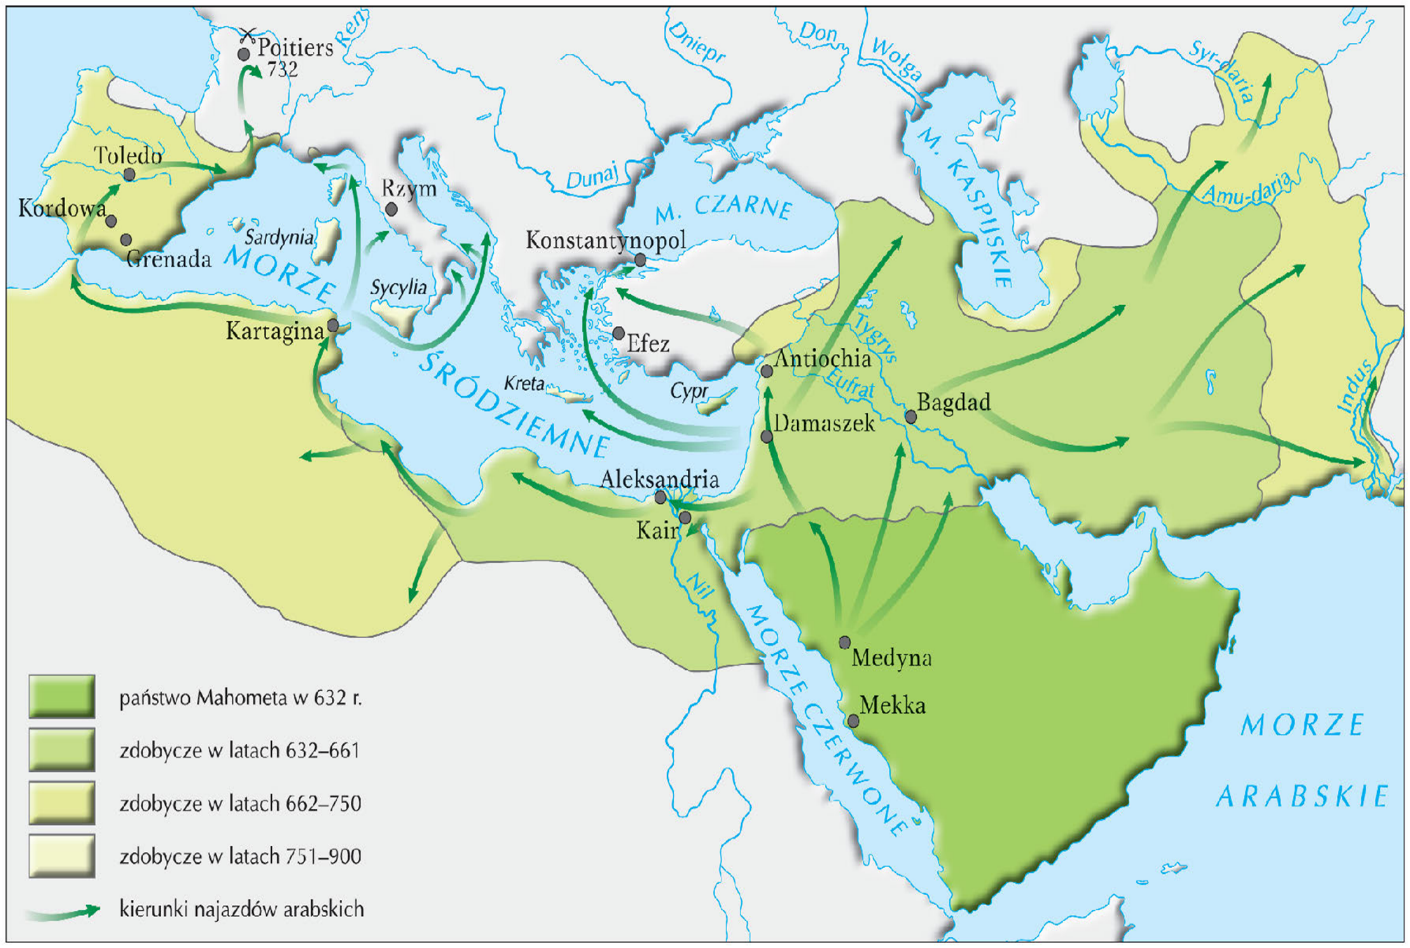 Poitiers
732
Ren
Dniepr
Don
Wołga
Syr-daria
Toledo
Kordowa
Grenada
Rzym
Dunaj
M. CZARNE
M. KASPIJSKIE
Amu-daria
Konstantynopol
Sardynia
MORZE
Sycylia
Kartagina
ŚRÓDZIEMNE
Efez
Kreta
Cypr
Antiochia
Tygrys
Eufrat
Bagdad
Damaszek
Indus
Aleksandria
Kair
Nil
MORZE CZERWONE
Medyna
Mekka
MORZE
ARABSKIE
państwo Mahometa w 632 r.
zdobycze w latach 632–661
zdobycze w latach 662–750
zdobycze w latach 751–900
kierunki najazdów arabskich